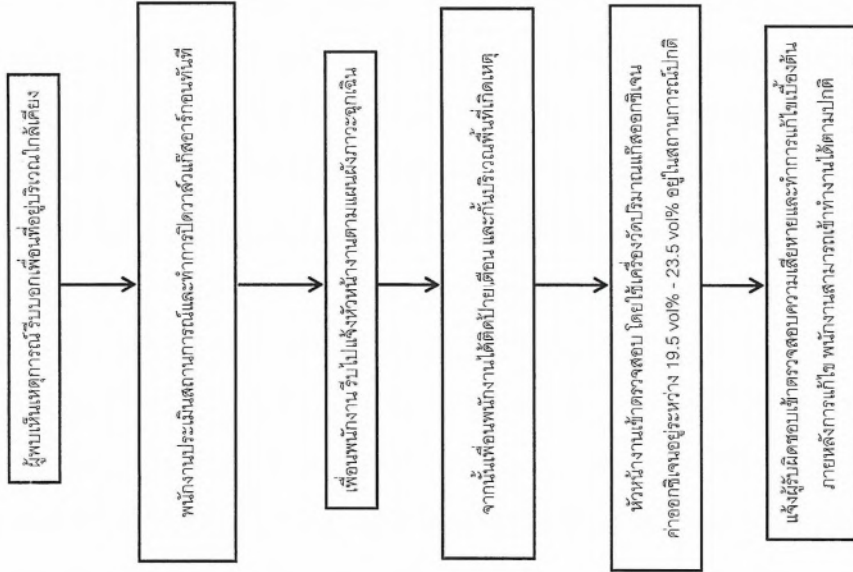 ผู้พบเห็นเหตุการณ์ รีบบอกเพื่อนที่อยู่บริเวณใกล้เคียง
พนักงานประเมินสถานการณ์และทำการปิดวาล์วแก๊สอาร์กอนทันที
เพื่อนพนักงาน รีบไปแจ้งหัวหน้างานตามแผนผังภาวะฉุกเฉิน
จากนั้นเพื่อนพนักงานได้ติดป้ายเตือน และกั้นบริเวณพื้นที่เกิดเหตุ
หัวหน้างานเข้าตรวจสอบ โดยใช้เครื่องวัดปริมาณแก๊สออกซิเจน
ค่าออกซิเจนอยู่ระหว่าง 19.5 vol% - 23.5 vol% อยู่ในสถานการณ์ปกติ
แจ้งผู้รับผิดชอบเข้าตรวจสอบความเสียหายและทำการแก้ไขเบื้องต้น
ภายหลังการแก้ไข พนักงานสามารถเข้าทำงานได้ตามปกติ